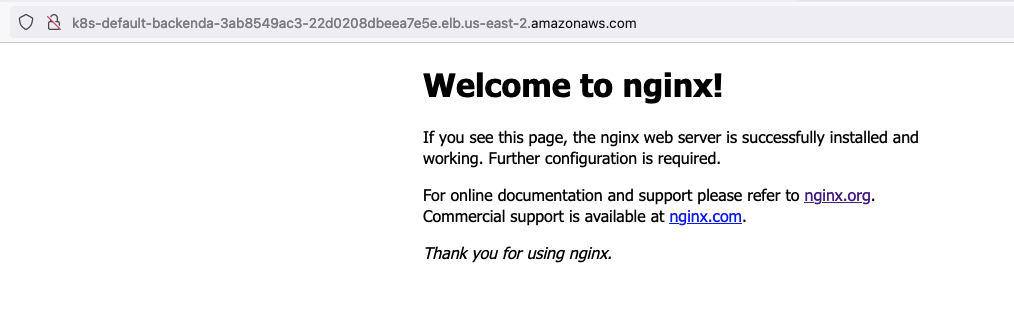 k8s-default-backenda-3ab8549ac3-22d0208dbeea7e5e.elb.us-east-2.amazonaws.com
Welcome to nginx!
If you see this page, the nginx web server is successfully installed and
working. Further configuration is required.
For online documentation and support please refer to nginx.org.
Commercial support is available at nginx.com.
Thank you for using nginx.